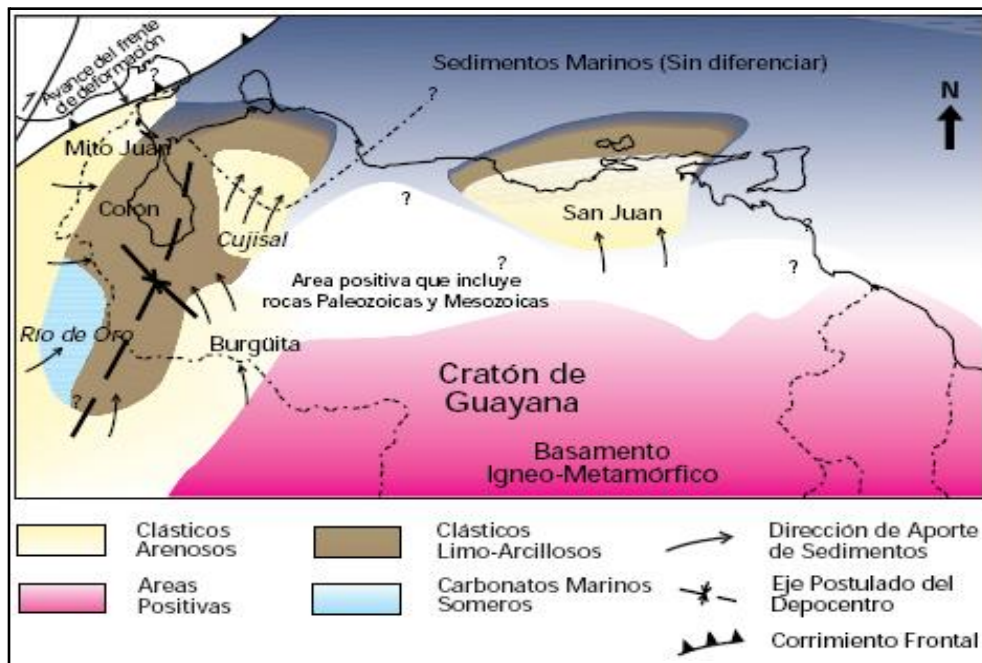 Avance del frente
de deformación
?
Sedimentos Marinos (Sin diferenciar)
?
N
Mito Juan
Colón
Cujisal
?
San Juan
?
?
Area positiva que incluye
rocas Paleozoicas y Mesozoicas
?
Río de Oro
Burgüita
?
Cratón de
Guayana
Basamento
Igneo-Metamórfico
Clásticos
Arenosos
Clásticos
Limo-Arcillosos
Dirección de Aporte
de Sedimentos
Areas
Positivas
Carbonatos Marinos
Someros
Eje Postulado del
Depocentro
Corrimiento Frontal